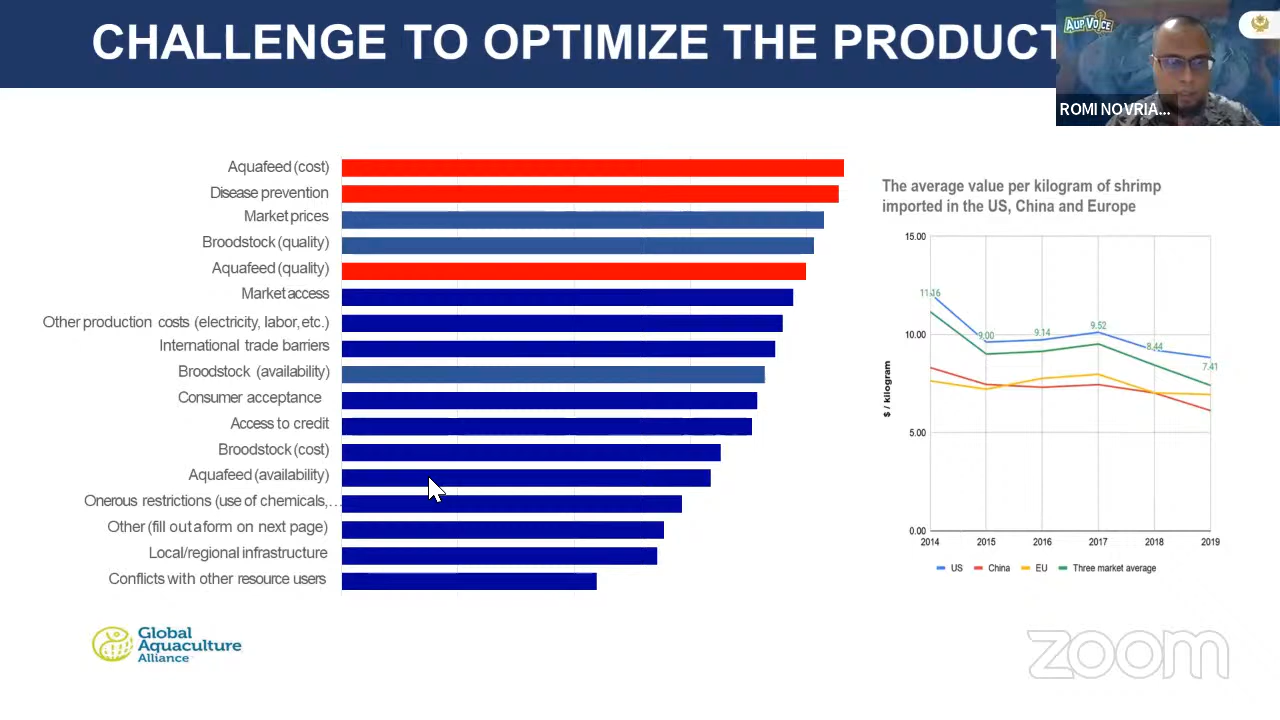 CHALLENGE TO OPTIMIZE THE PRODUCT
AUP VOICE
ROMI NOVRIA...
Aquafeed (cost)
Disease prevention
Market prices
Broodstock (quality)
Aquafeed (quality)
Market access
Other production costs (electricity, labor, etc.)
International trade barriers
Broodstock (availability)
Consumer acceptance
Access to credit
Broodstock (cost)
Aquafeed (availability)
Onerous restrictions (use of chemicals,...
Other (fill out a form on next page)
Local/regional infrastructure
Conflicts with other resource users
The average value per kilogram of shrimp
imported in the US, China and Europe
$ / kilogram
15.00
10.00
5.00
0.00
11.16
9.00
9.14
9.52
8.44
7.41
2014 2015 2016 2017 2018 2019
US China EU Three market average
Global
Aquaculture
Alliance
zoom